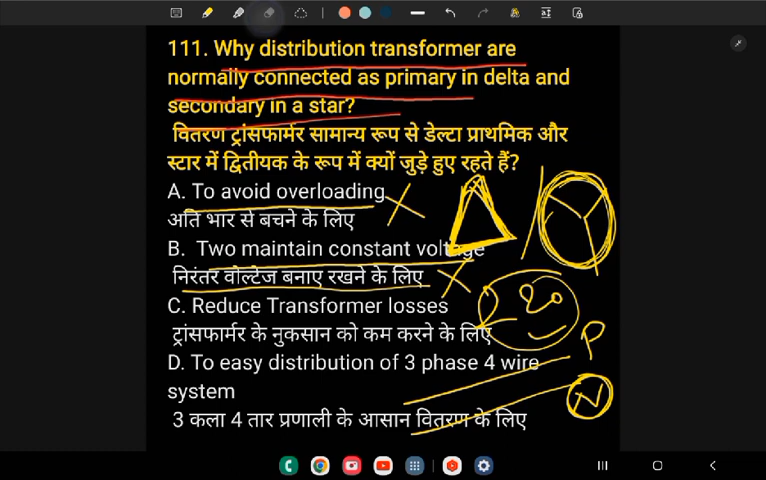 111. Why distribution transformer are
normally connected as primary in delta and
secondary in a star?
वितरण ट्रांसफार्मर सामान्य रूप से डेल्टा प्राथमिक और
स्टार में द्वितीयक के रूप में क्यों जुड़े हुए रहते हैं?
A. To avoid overloading
अति भार से बचने के लिए
B. Two maintain constant voltage
निरंतर वोल्टेज बनाए रखने के लिए
C. Reduce Transformer losses
ट्रांसफार्मर के नुकसान को कम करने के लिए
D. To easy distribution of 3 phase 4 wire
system
3 कला 4 तार प्रणाली के आसान वितरण के लिए
P
N